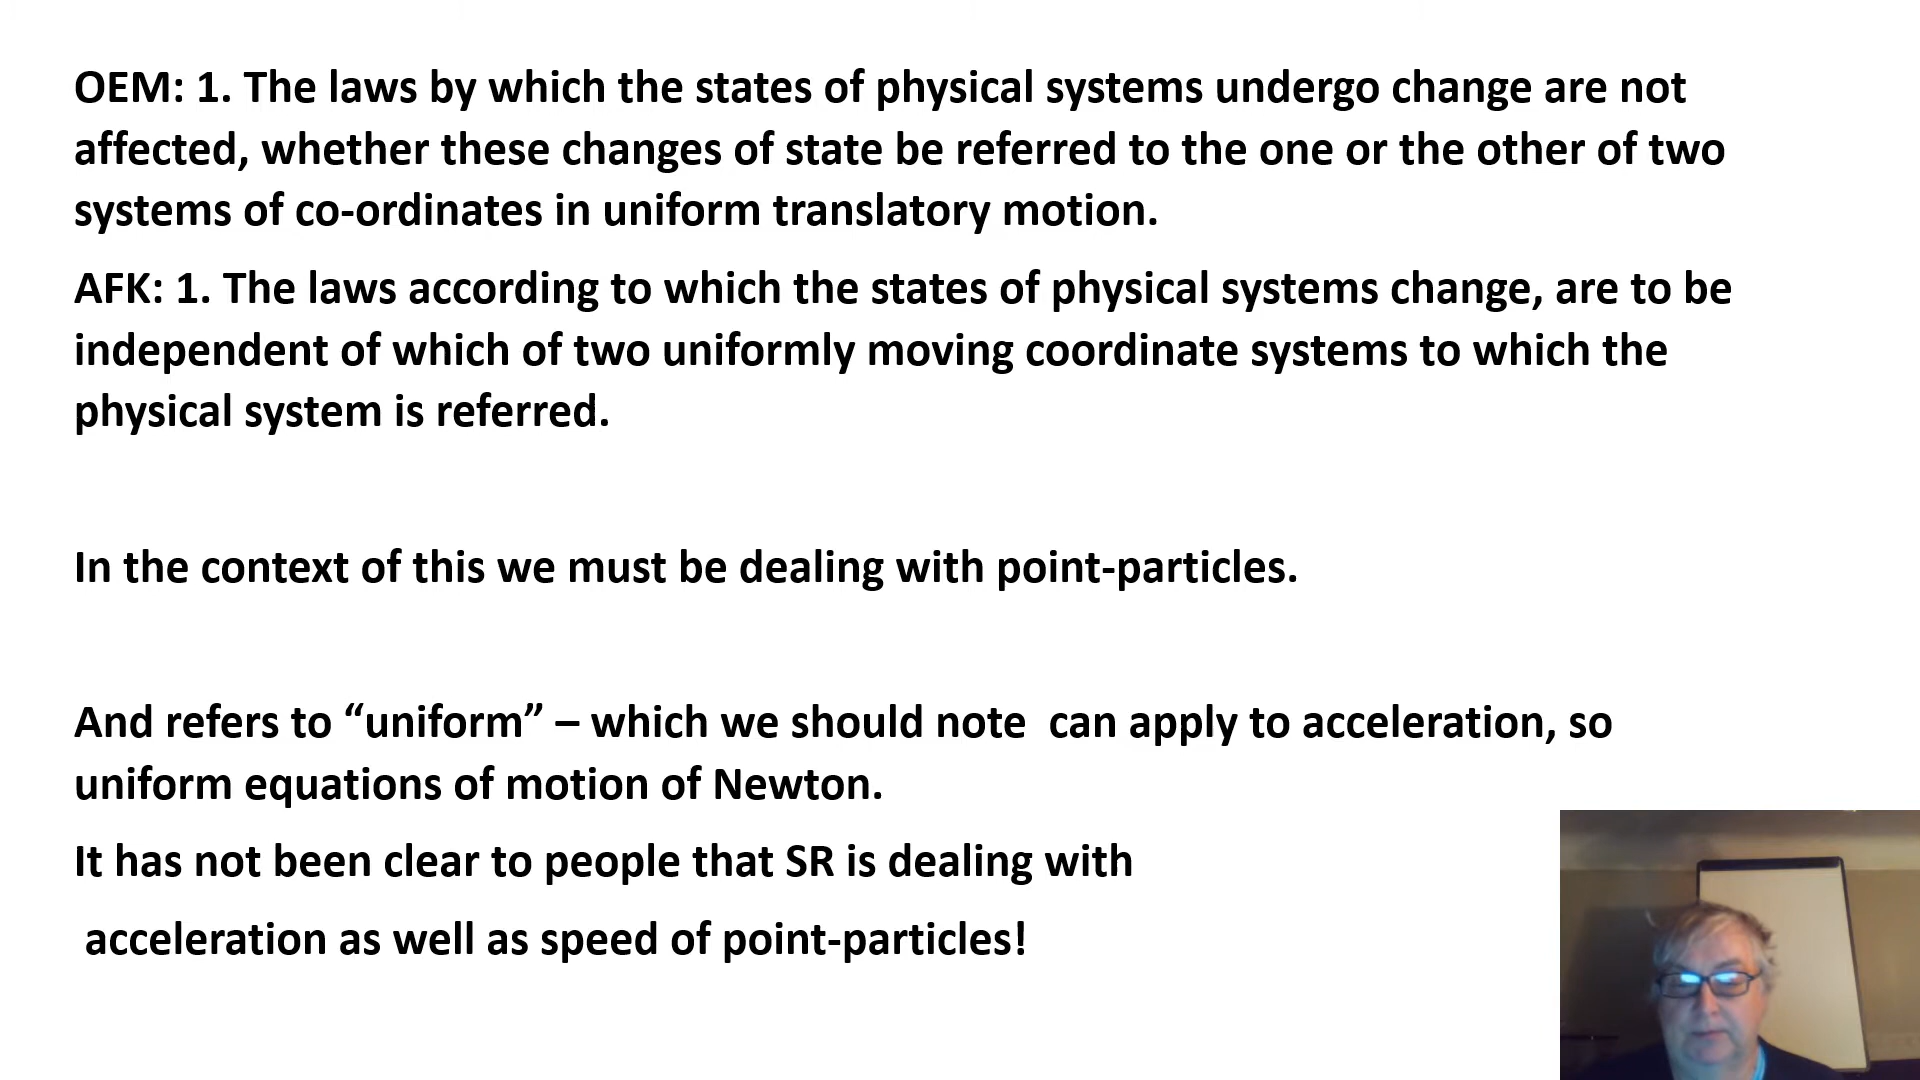 OEM: 1. The laws by which the states of physical systems undergo change are not
affected, whether these changes of state be referred to the one or the other of two
systems of co-ordinates in uniform translatory motion.
AFK: 1. The laws according to which the states of physical systems change, are to be
independent of which of two uniformly moving coordinate systems to which the
physical system is referred.
In the context of this we must be dealing with point-particles.
And refers to “uniform” – which we should note  can apply to acceleration, so
uniform equations of motion of Newton.
It has not been clear to people that SR is dealing with
acceleration as well as speed of point-particles!